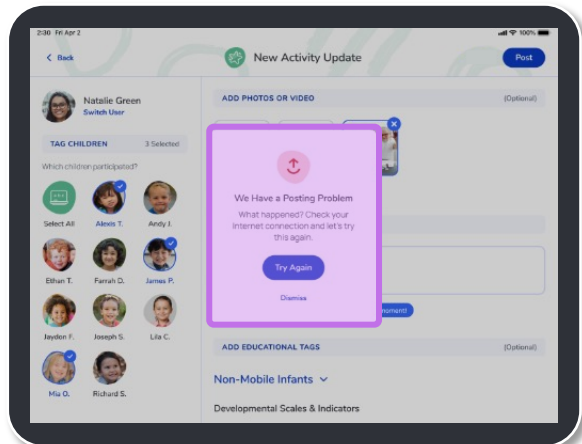 2:30 Fri Apr 2
100%
Back
New Activity Update
Post
Natalie Green
Switch User
TAG CHILDREN
3 Selected
Which children participated?
Select All
Alexis T.
Andy J.
Ethan T.
Farrah D.
James P.
Jaydon F.
Joseph S.
Lila C.
Mia O.
Richard S.
ADD PHOTOS OR VIDEO
(Optional)
We Have a Posting Problem
What happened? Check your
Internet connection and let's try
this again.
Try Again
Dismiss
moment!
ADD EDUCATIONAL TAGS
(Optional)
Non-Mobile Infants
Developmental Scales & Indicators